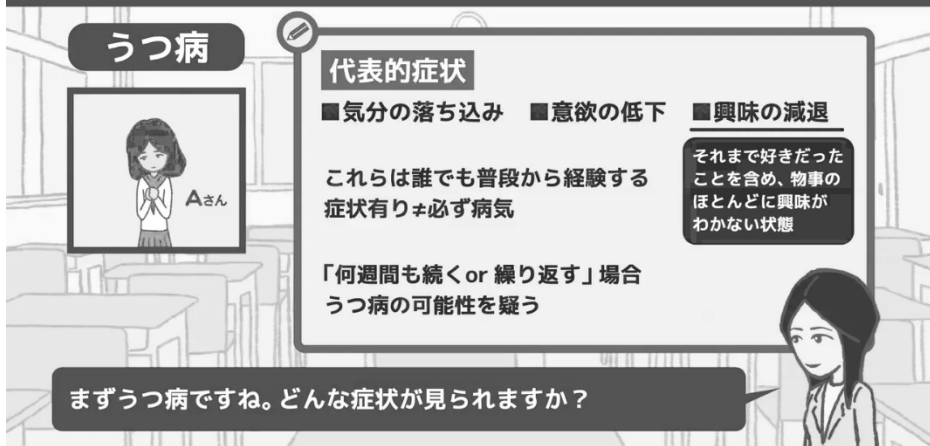 うつ病
Aさん
代表的症状
■気分の落ち込み ■意欲の低下 ■興味の減退
それまで好きだった
ことを含め、物事の
ほとんどに興味が
わかない状態
これらは誰でも普段から経験する
症状有り≠必ず病気
「何週間も続くor 繰り返す」場合
うつ病の可能性を疑う
まずうつ病ですね。どんな症状が見られますか？